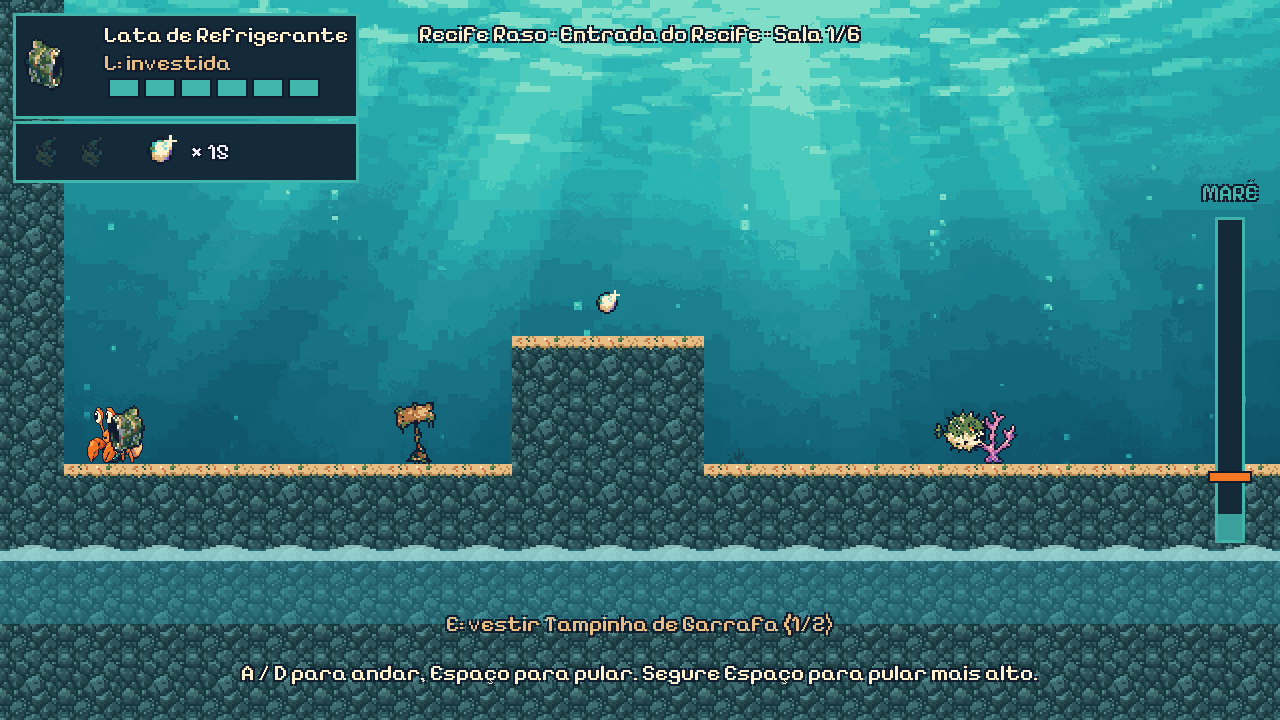 Lata de Refrigerante
L: investida
× 18
Recife Raso · Entrada do Recife · Sala 1/6
MARÉ
E: vestir Tampinha de Garrafa (1/2)
A / D para andar, Espaço para pular. Segure Espaço para pular mais alto.